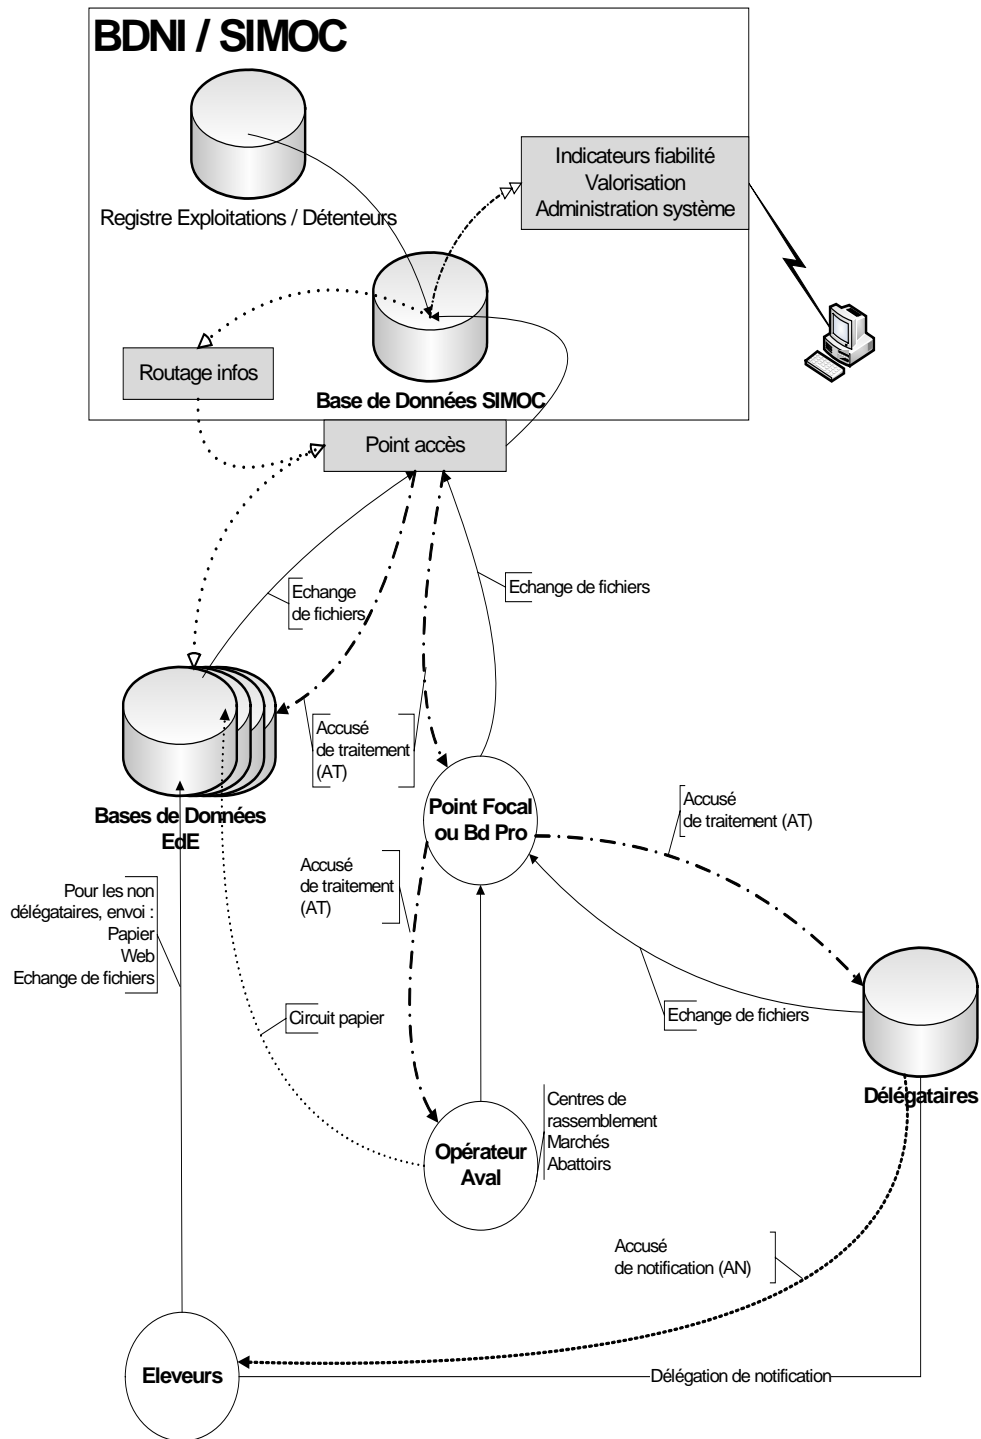 BDNI / SIMOC
Indicateurs fiabilité
Valorisation
Administration système
Registre Exploitations / Détenteurs
Routage infos
Base de Données SIMOC
Point accès
Echange
de fichiers
Echange de fichiers
Accusé
de traitement
(AT)
Bases de Données
EdE
Point Focal
ou Bd Pro
Accusé
de traitement (AT)
Accusé
de traitement
(AT)
Pour les non
délégataires, envoi :
Papier
Web
Echange de fichiers
Circuit papier
Echange de fichiers
Délégataires
Centres de
rassemblement
Marchés
Abattoirs
Opérateur
Aval
Accusé
de notification (AN)
Eleveurs
Délégation de notification